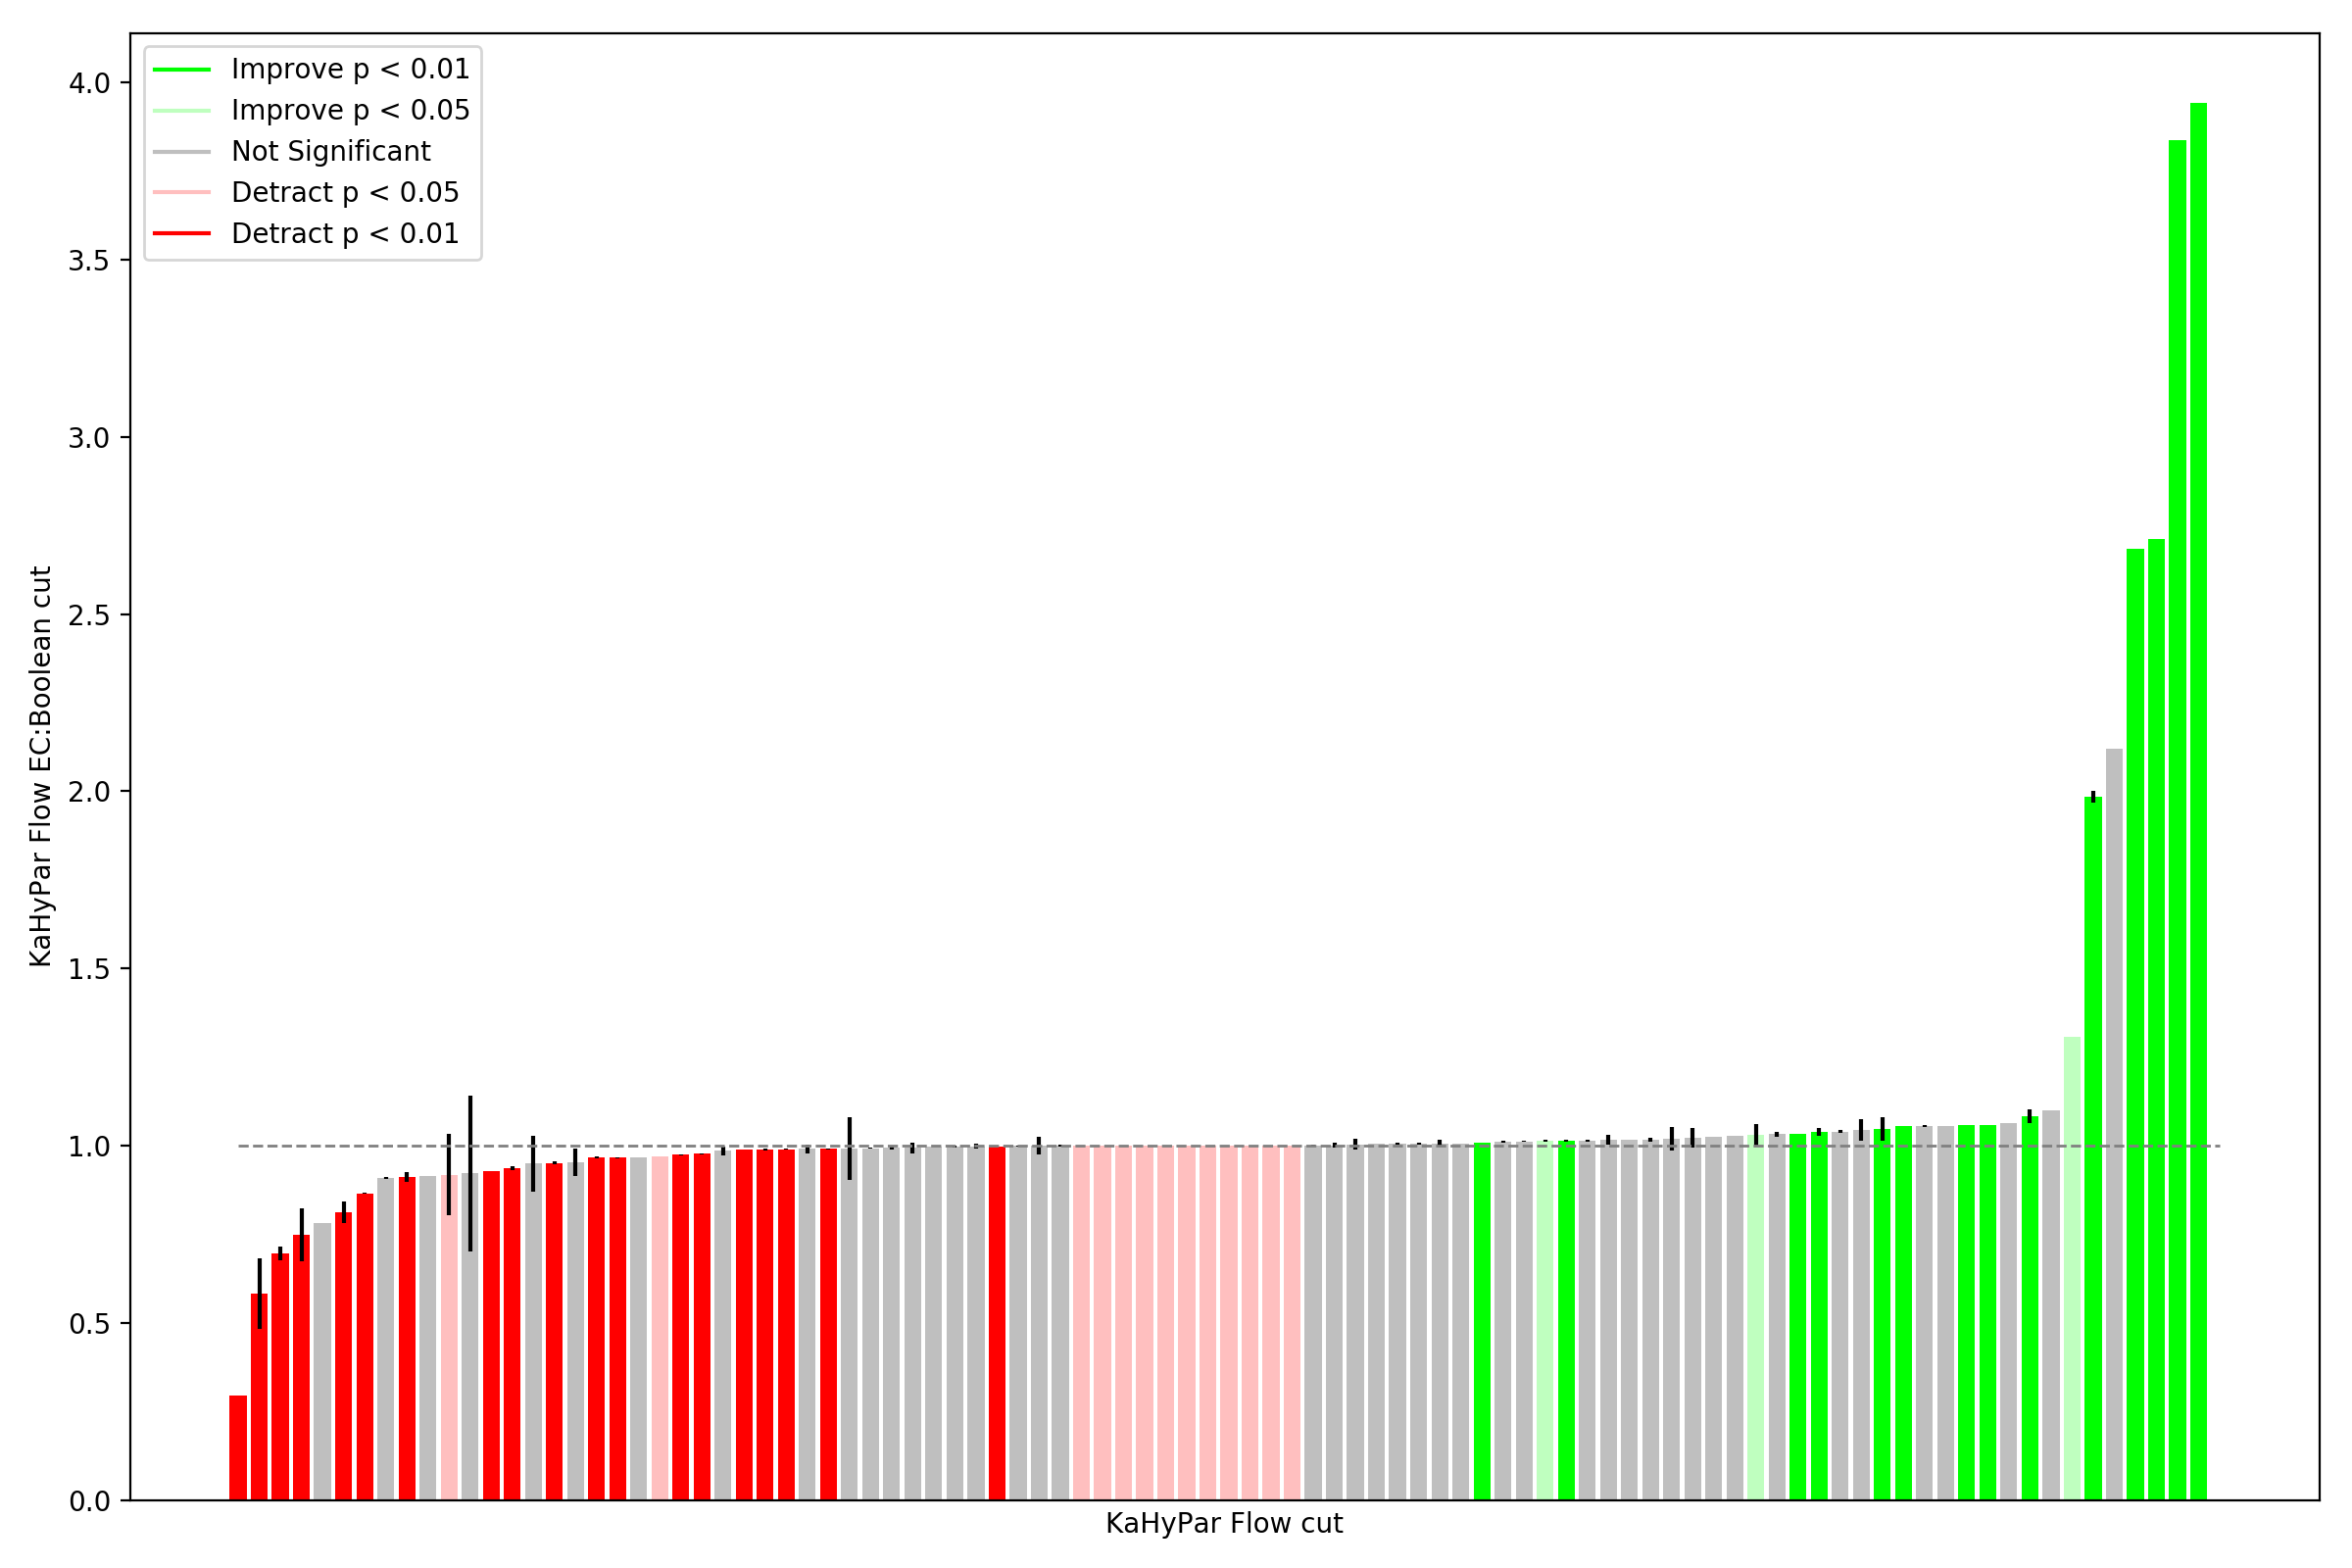 Improve p < 0.01
Improve p < 0.05
Not Significant
Detract p < 0.05
Detract p < 0.01
4.0
3.5
3.0
2.5
2.0
1.5
1.0
0.5
0.0
KaHyPar Flow EC:Boolean cut
KaHyPar Flow cut